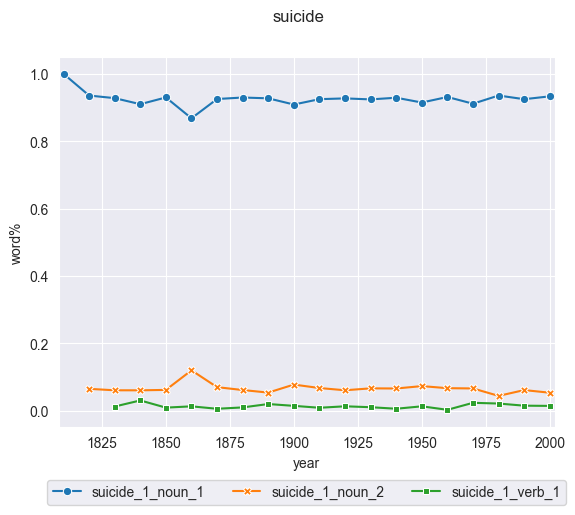 suicide
1.0
0.8
0.6
0.4
0.2
0.0
word%
1825 1850 1875 1900 1925 1950 1975 2000
year
suicide_1_noun_1 suicide_1_noun_2 suicide_1_verb_1